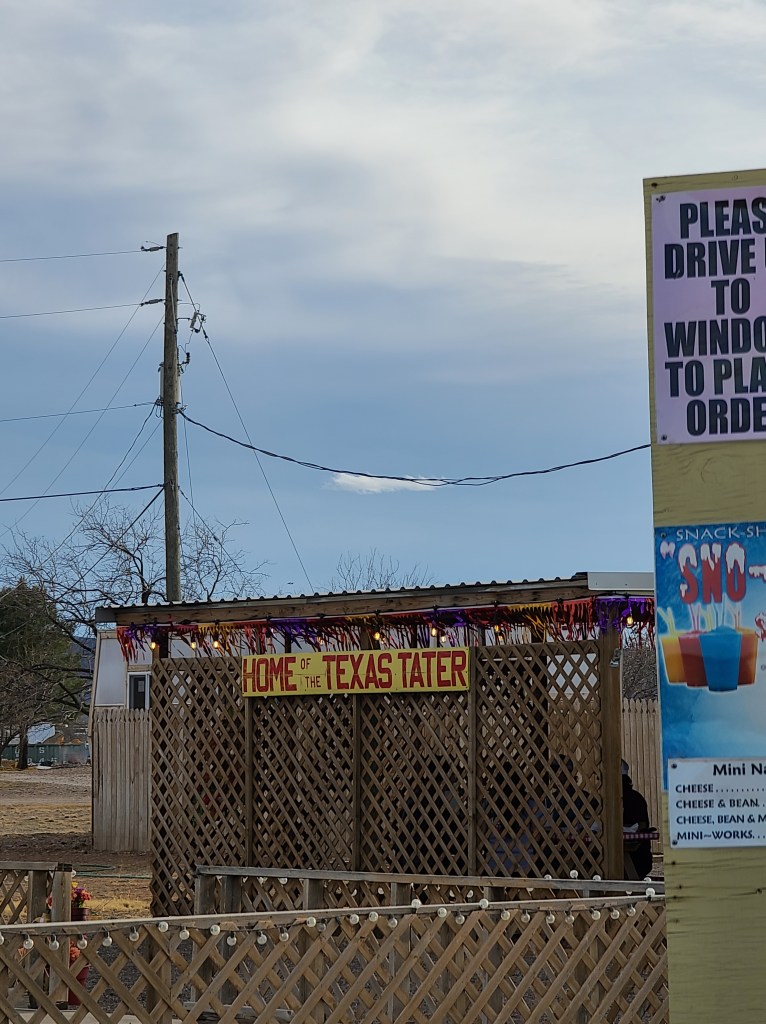 HOME OF THE TEXAS TATER
PLEAS
DRIVE
TO
WINDO
TO PLA
ORDE
SNACK-SH
"SNO-
Mini Na
CHEESE..........
CHEESE & BEAN..
CHEESE, BEAN & M
MINI~WORKS...